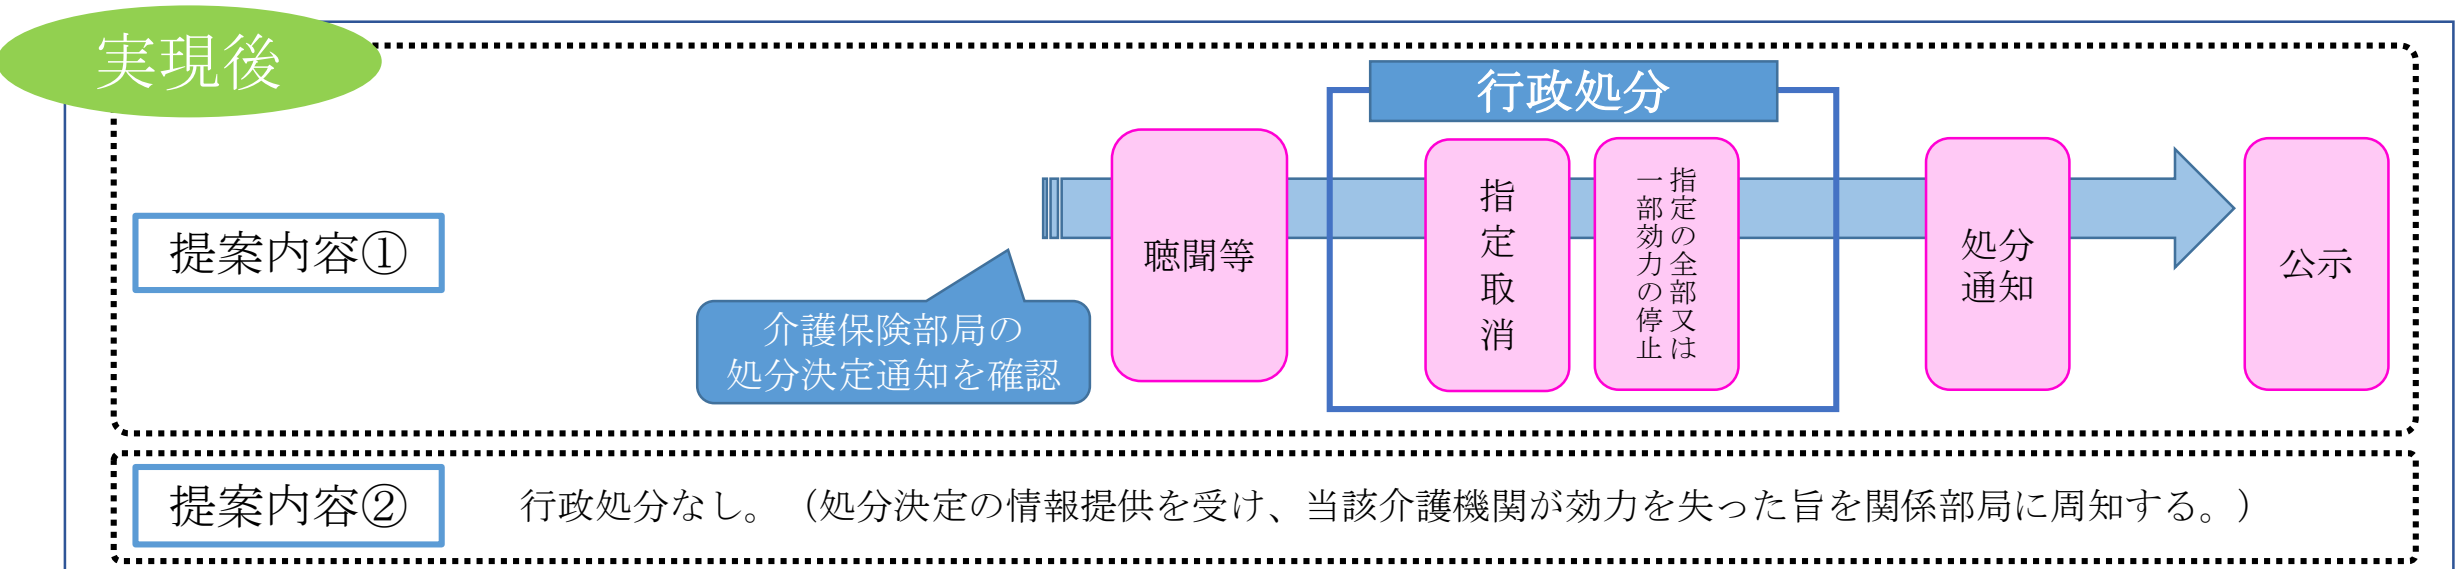 実現後
行政処分
提案内容①
介護保険部局の
処分決定通知を確認
聴聞等
指定取消
指定の全部又は
一部効力の停止
処分
通知
公示
提案内容②
行政処分なし。（処分決定の情報提供を受け、当該介護機関が効力を失った旨を関係部局に周知する。）